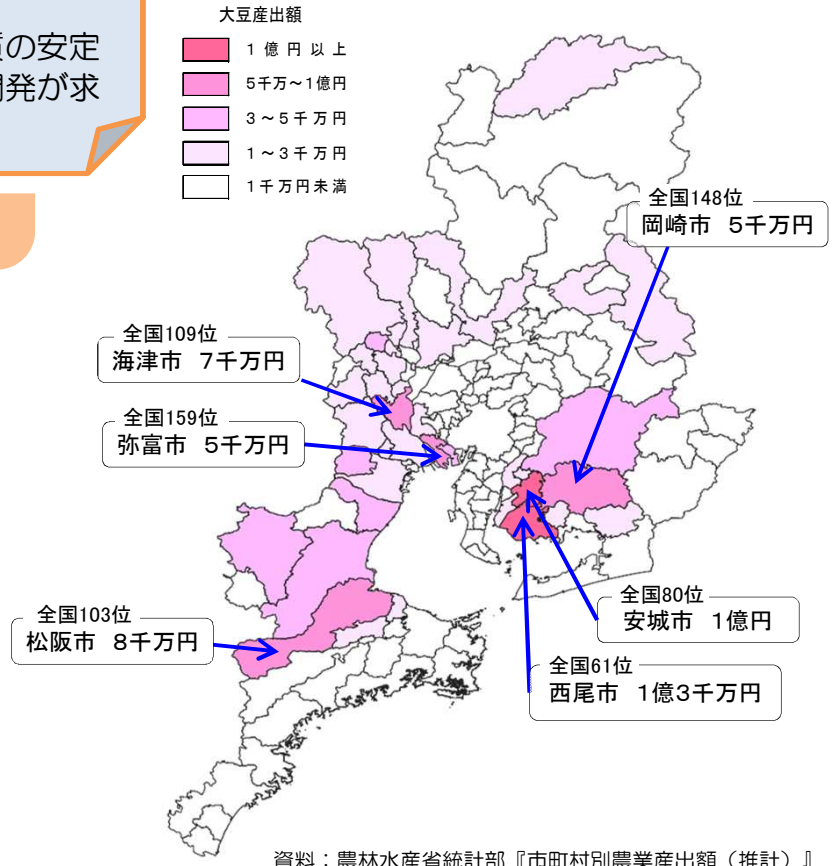 質の安定
開発が求
大豆産出額
1億円以上
5千万～1億円
3～5千万円
1～3千万円
1千万円未満
全国148位
岡崎市 5千万円
全国109位
海津市 7千万円
全国159位
弥富市 5千万円
全国80位
安城市 1億円
全国103位
松阪市 8千万円
全国61位
西尾市 1億3千万円
資料：農林水産省統計部『市町村別農業産出額（推計）』